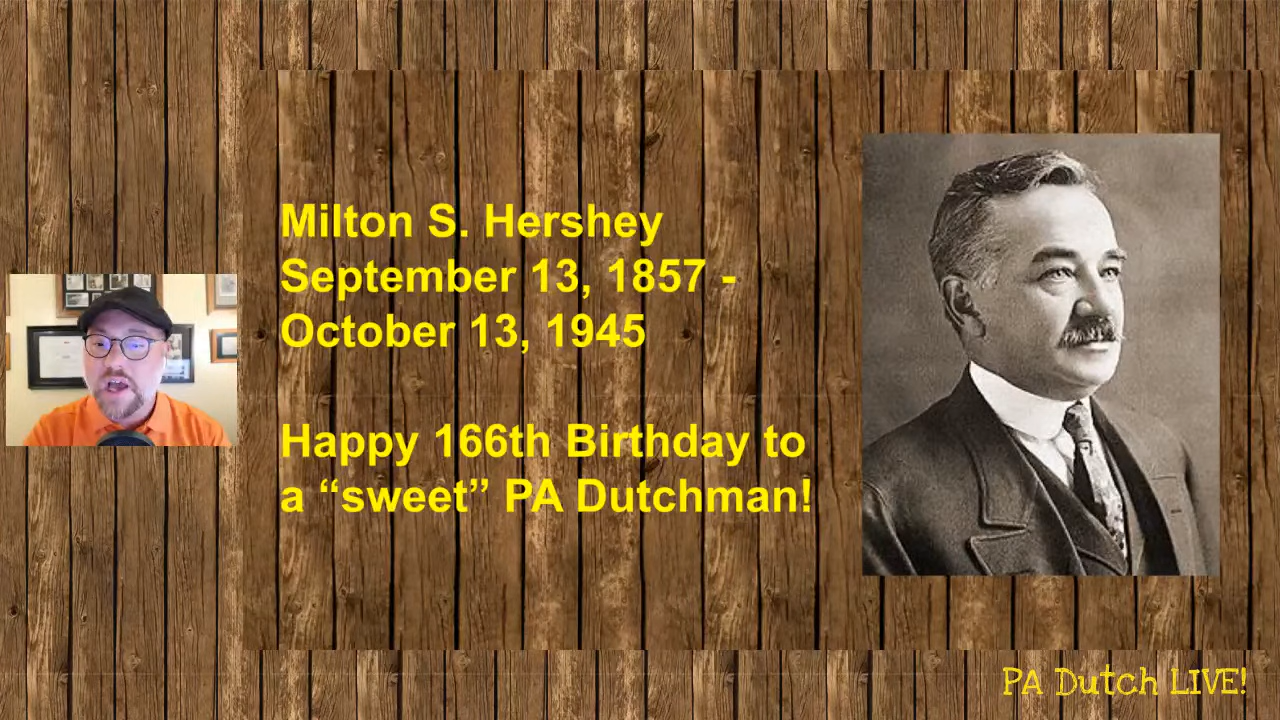 Milton S. Hershey
September 13, 1857 -
October 13, 1945
Happy 166th Birthday to
a “sweet” PA Dutchman!
PA Dutch LIVE!